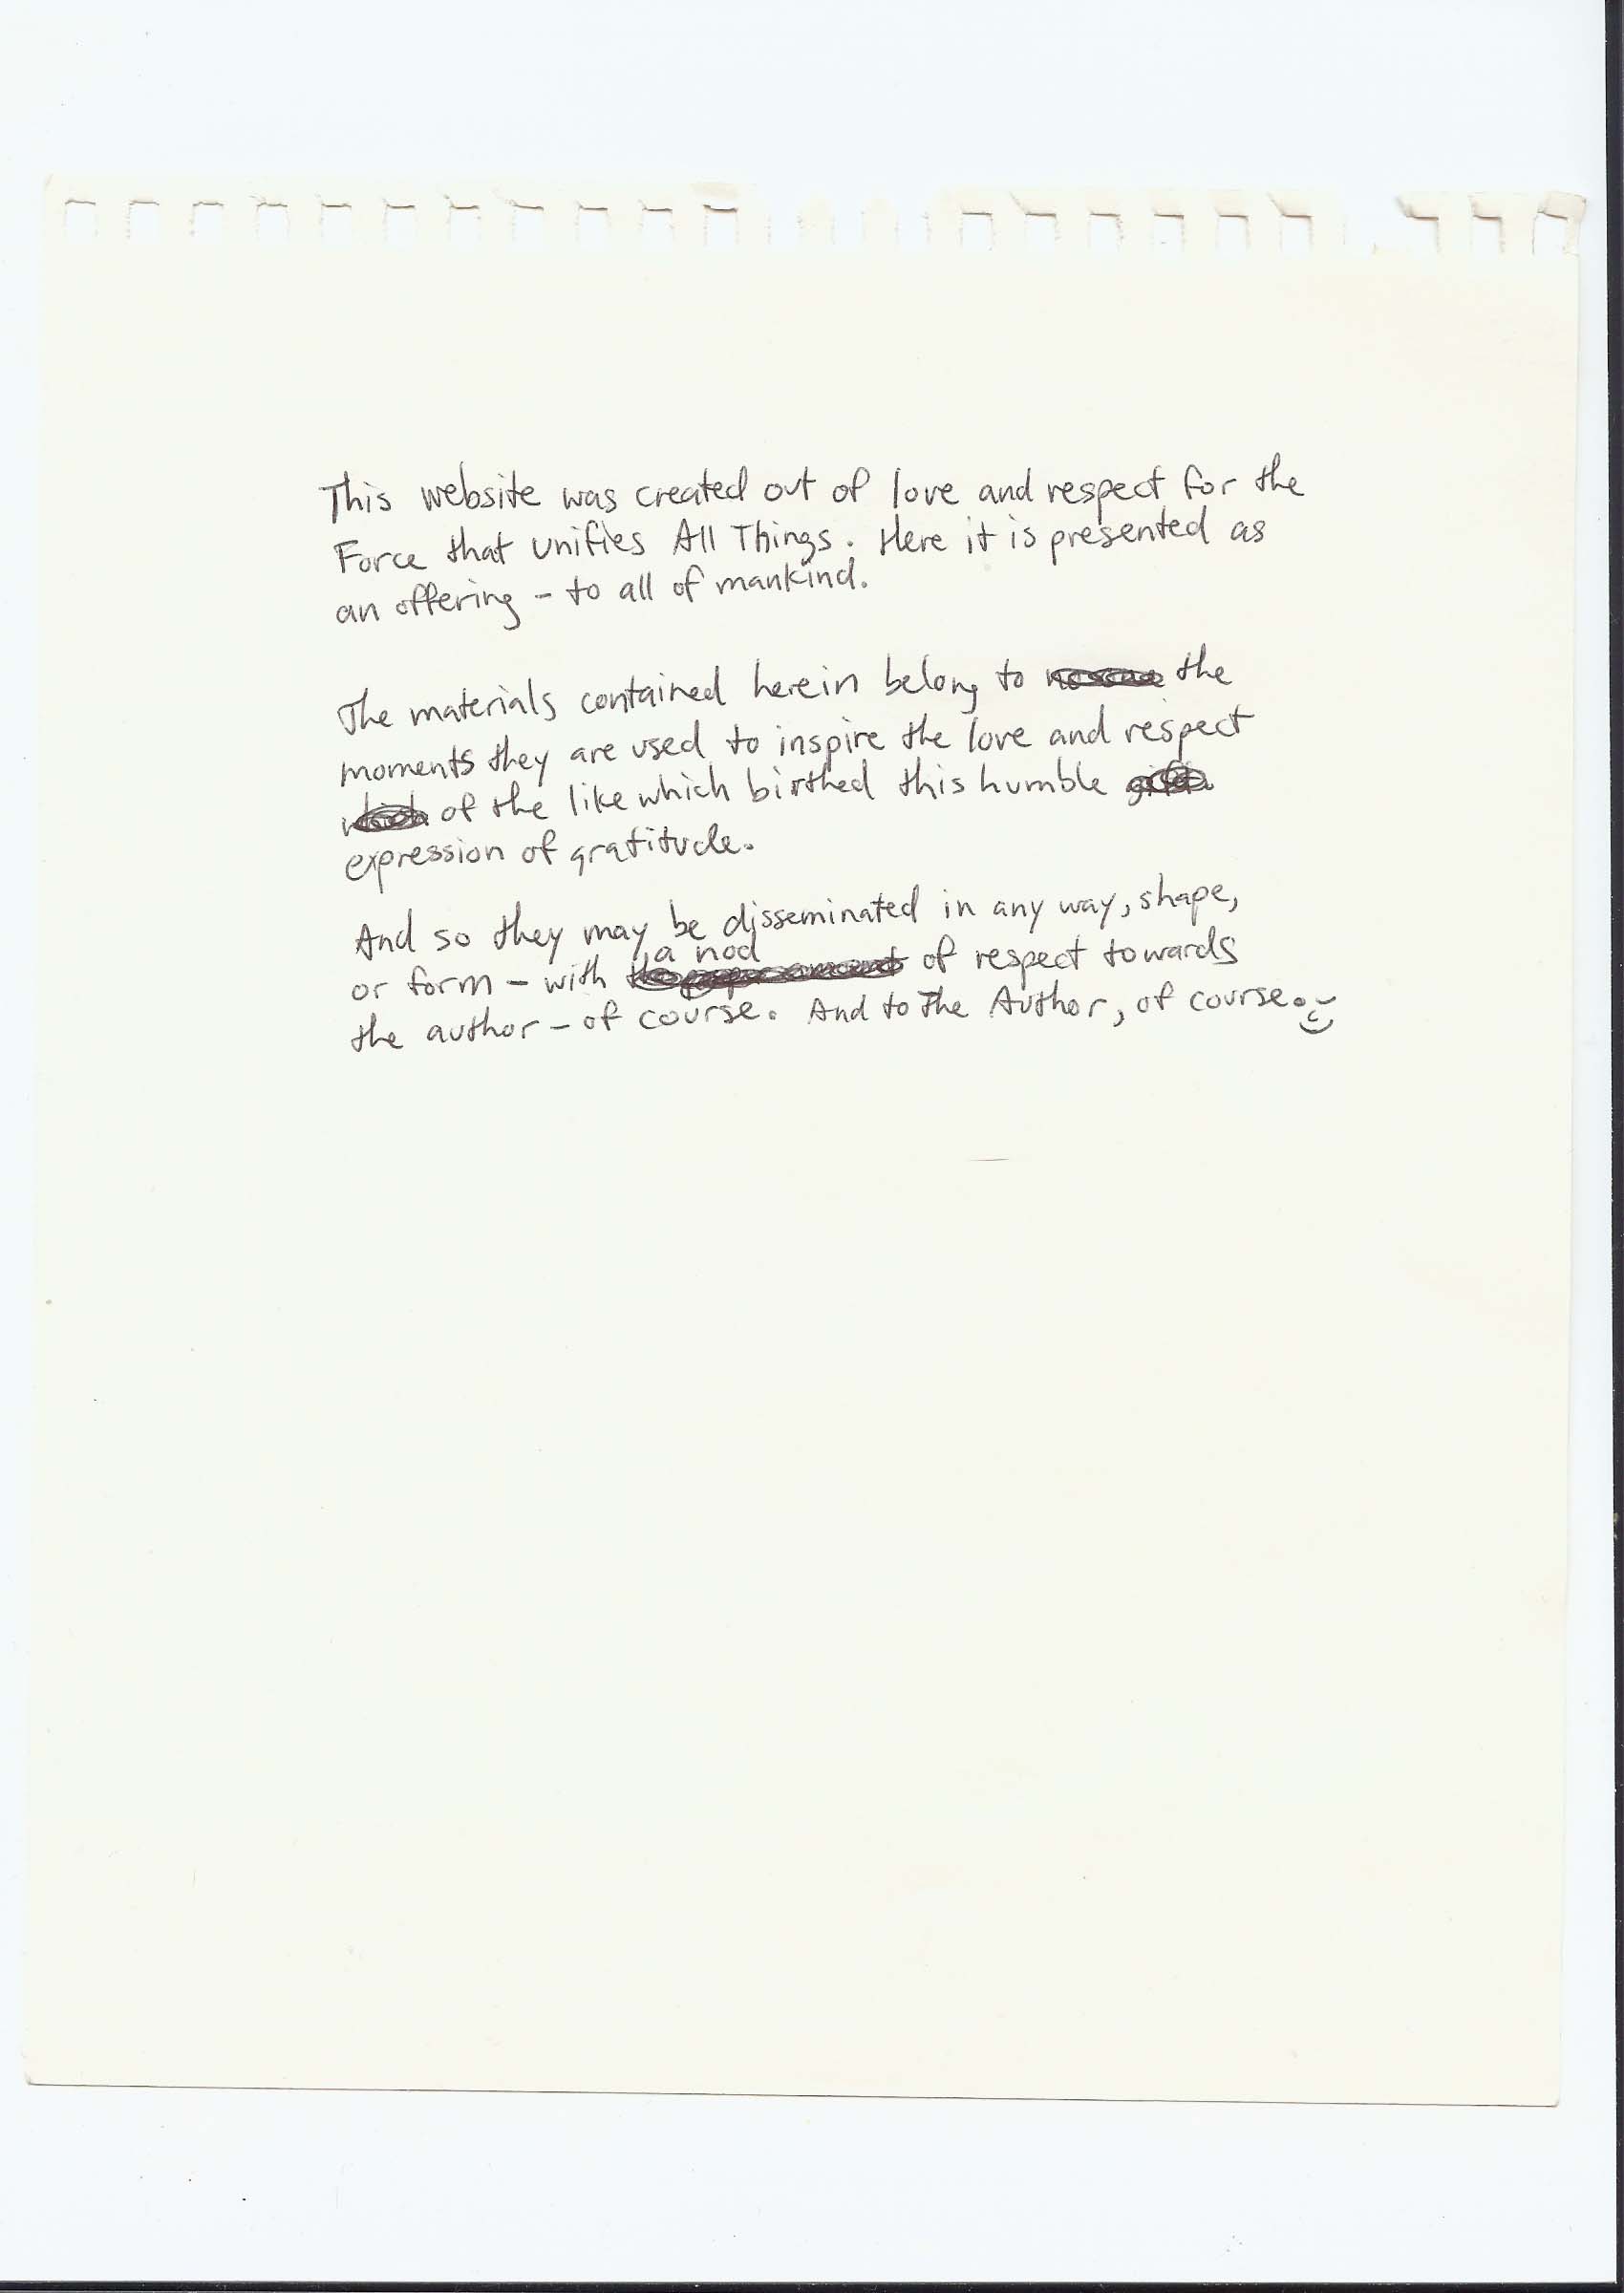 This website was created out of love and respect for the
Force that unifies All Things. Here it is presented as
an offering - to all of mankind.
The materials contained herein belong to the
moments they are used to inspire the love and respect
of the like which birthed this humble
expression of gratitude.
And so they may be disseminated in any way, shape,
a nod
or form - with of respect towards
the author - of course. And to The Author, of course.